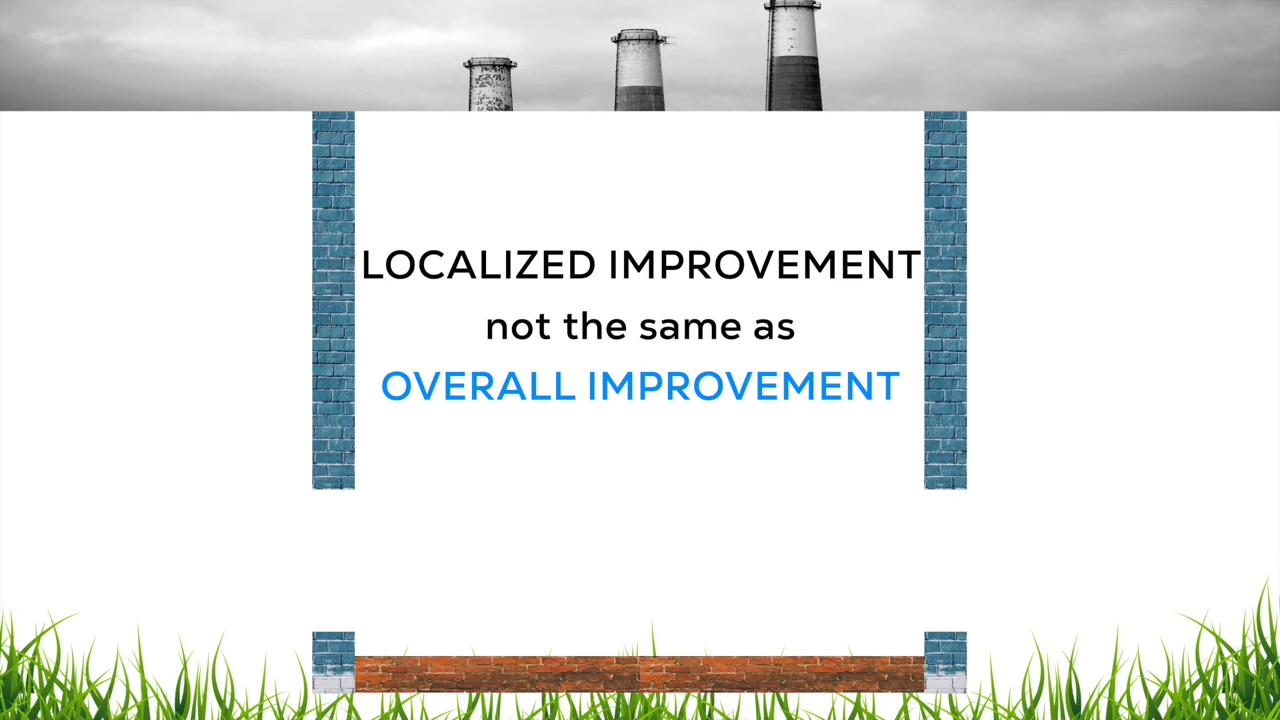 LOCALIZED IMPROVEMENT
not the same as
OVERALL IMPROVEMENT